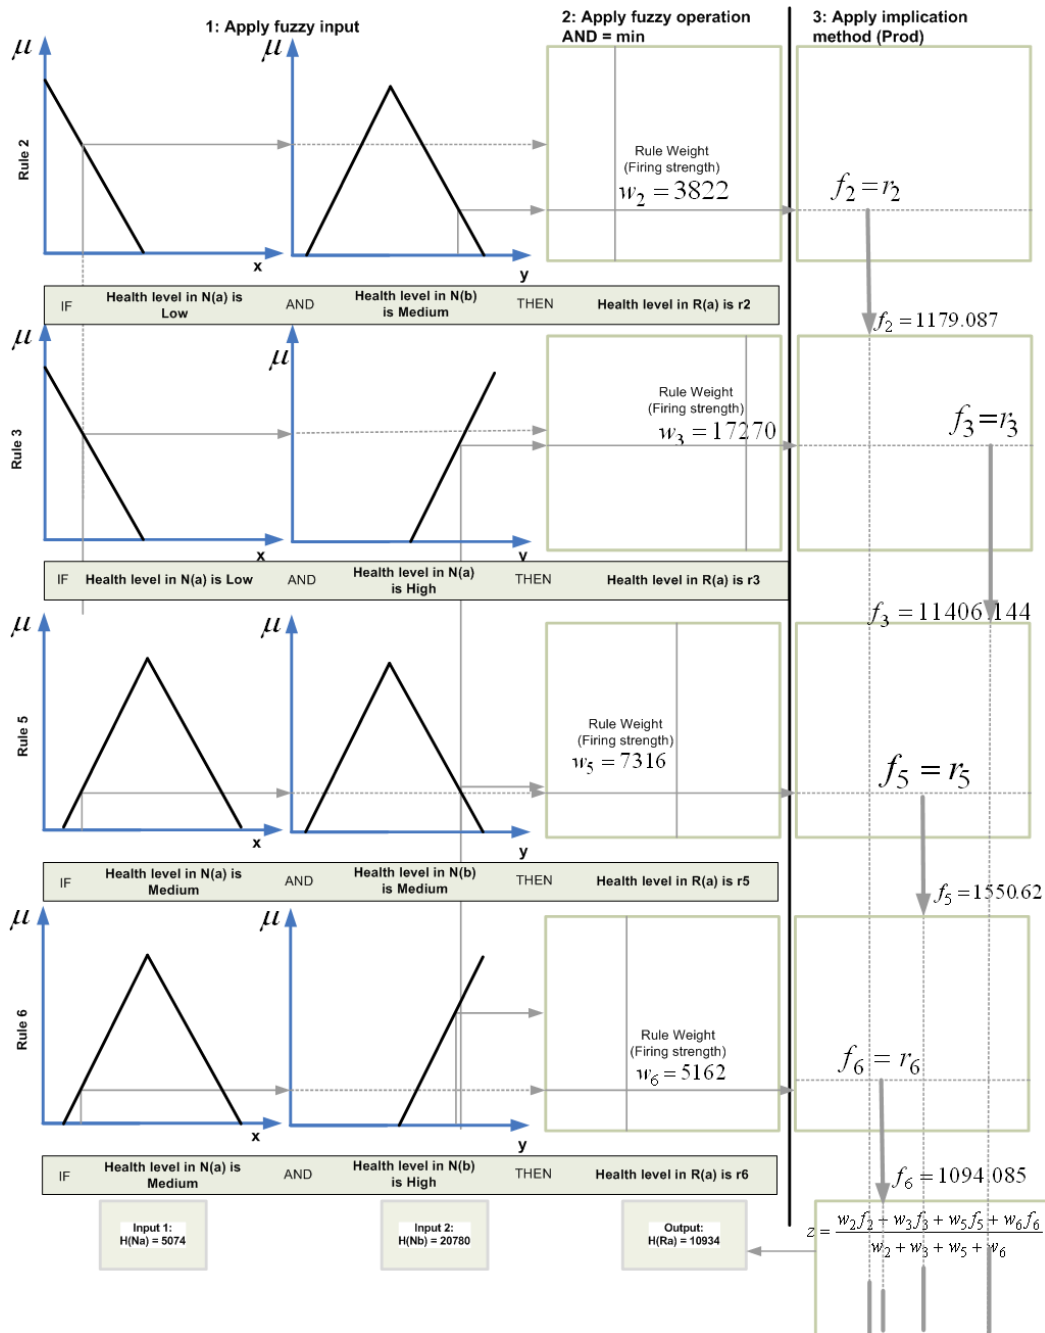 1: Apply fuzzy input
2: Apply fuzzy operation
AND = min
3: Apply implication
method (Prod)
μ
μ
Rule 2
Rule Weight
(Firing strength)
w₂ = 3822
f₂ = r₂
x
y
IF Health level in N(a) is Low AND Health level in N(b) is Medium THEN Health level in R(a) is r2
f₂ = 1179.087
μ
μ
Rule 3
Rule Weight
(Firing strength)
w₃ = 17270
f₃ = r₃
x
y
IF Health level in N(a) is Low AND Health level in N(a) is High THEN Health level in R(a) is r3
f₃ = 11406.144
μ
μ
Rule 5
Rule Weight
(Firing strength)
w₅ = 7316
f₅ = r₅
x
y
IF Health level in N(a) is Medium AND Health level in N(b) is Medium THEN Health level in R(a) is r5
f₅ = 1550.62
μ
μ
Rule 6
Rule Weight
(Firing strength)
w₆ = 5162
f₆ = r₆
x
y
IF Health level in N(a) is Medium AND Health level in N(b) is High THEN Health level in R(a) is r6
f₆ = 1094.085
Input 1:
H(Na) = 5074
Input 2:
H(Nb) = 20780
Output:
H(Ra) = 10934
z = (w₂f₂ + w₃f₃ + w₅f₅ + w₆f₆) / (w₂ + w₃ + w₅ + w₆)